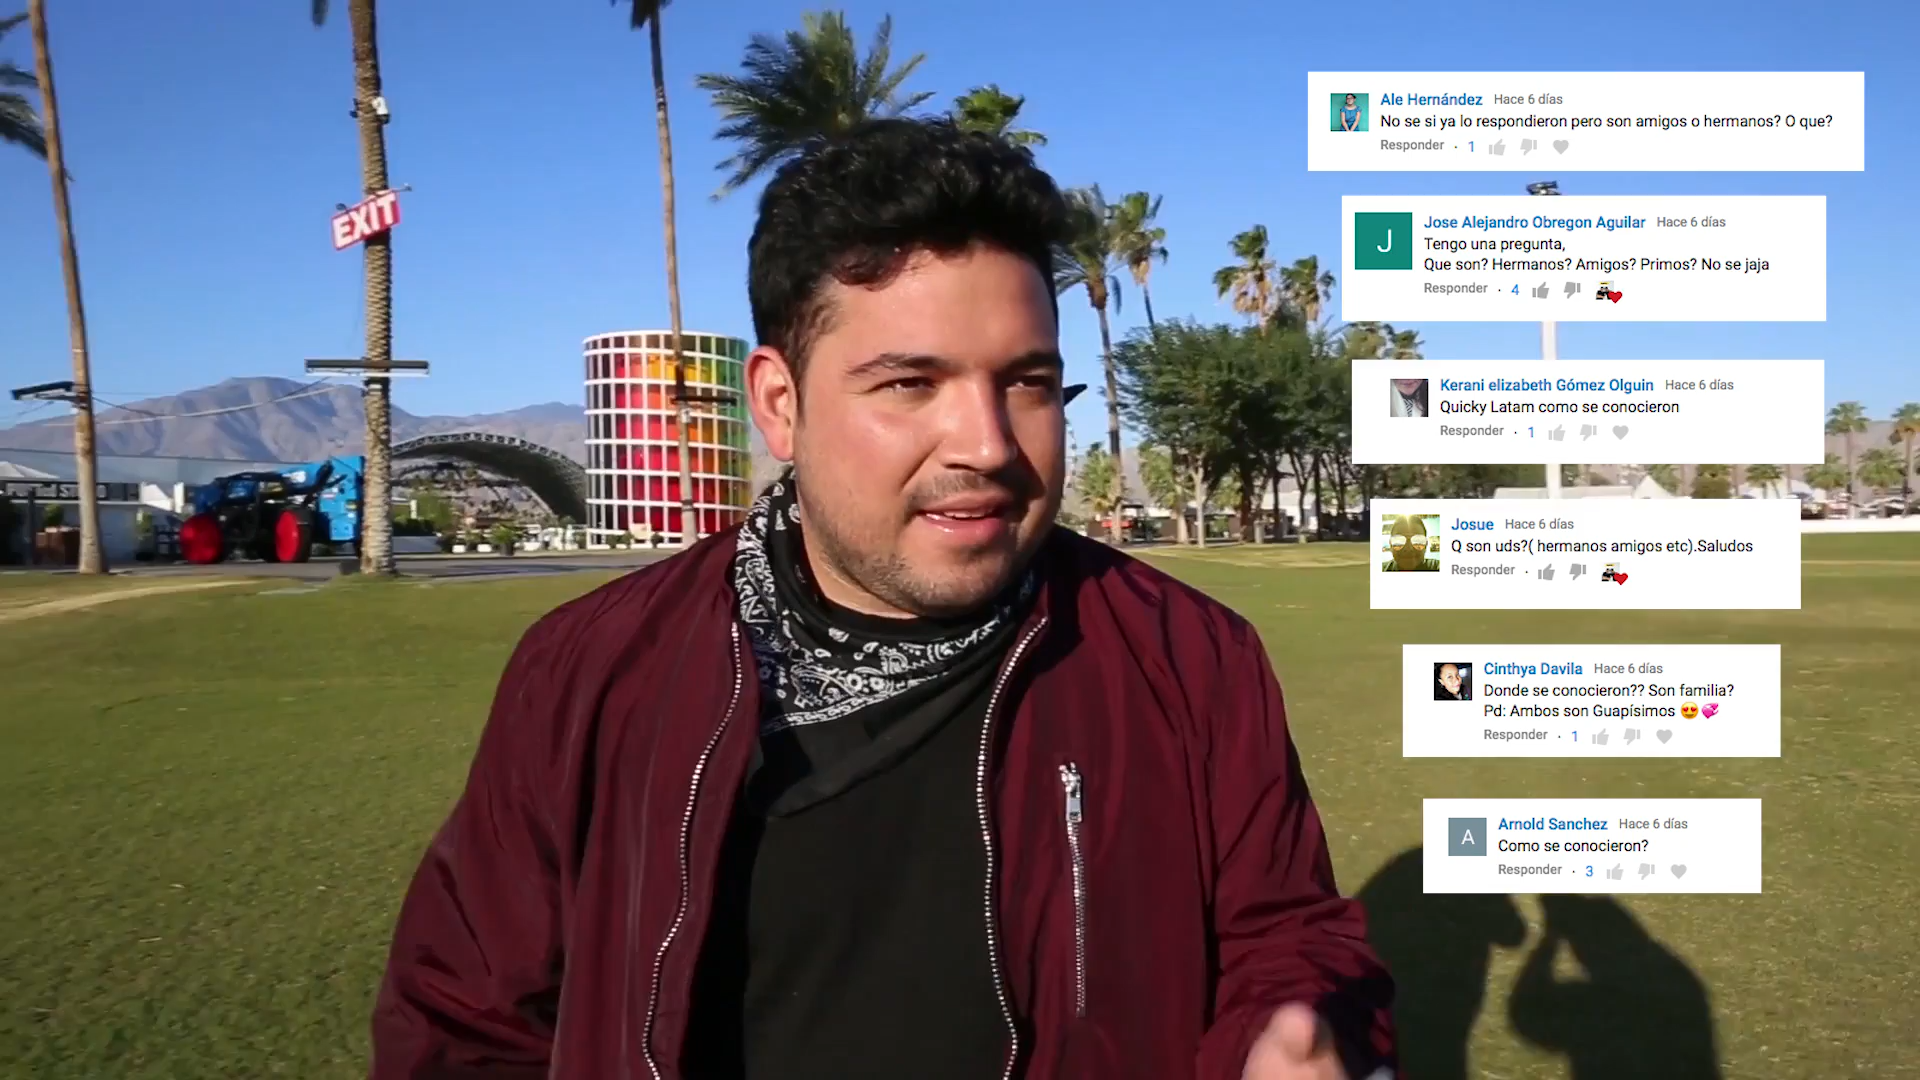 EXIT
Ale Hernández Hace 6 días
No se si ya lo respondieron pero son amigos o hermanos? O que?
Responder · 1
J
Jose Alejandro Obregon Aguilar Hace 6 días
Tengo una pregunta,
Que son? Hermanos? Amigos? Primos? No se jaja
Responder · 4
Kerani elizabeth Gómez Olguin Hace 6 días
Quicky Latam como se conocieron
Responder · 1
Josue Hace 6 días
Q son uds?( hermanos amigos etc).Saludos
Responder ·
Cinthya Davila Hace 6 días
Donde se conocieron?? Son familia?
Pd: Ambos son Guapísimos 😍💞
Responder · 1
A
Arnold Sanchez Hace 6 días
Como se conocieron?
Responder · 3